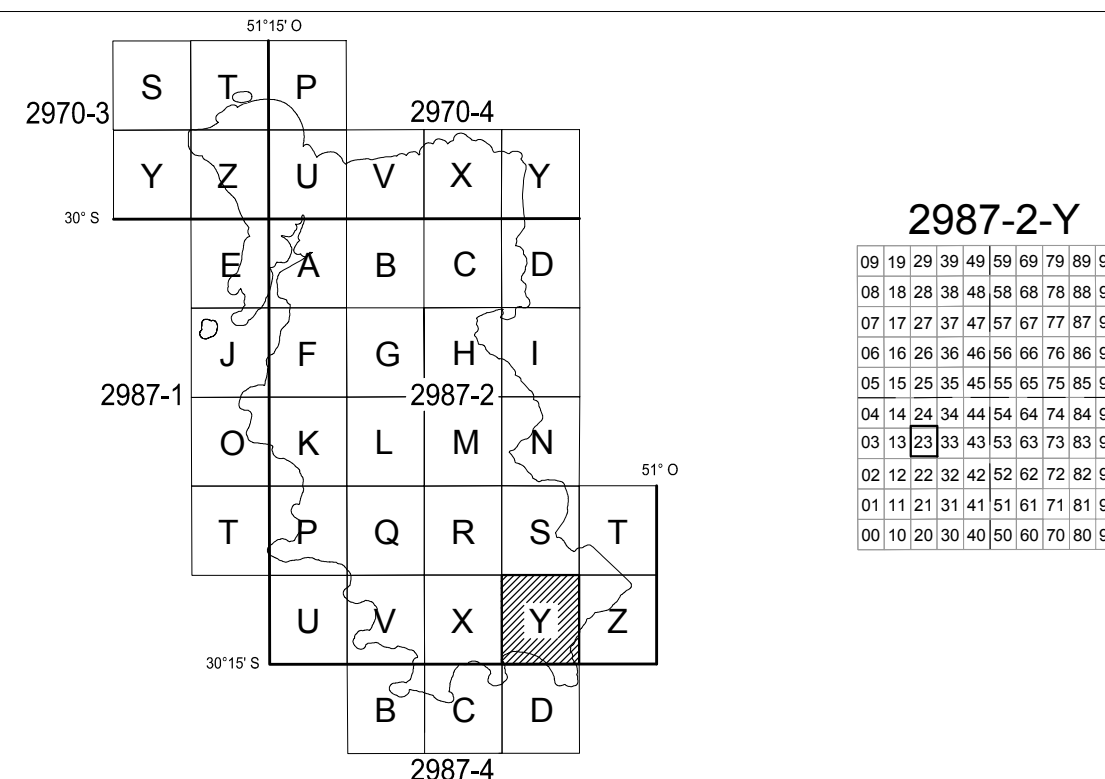 51°15' O
S T P
2970-3 2970-4
Y Z U V X Y
30° S
E A B C D
J F G H I
2987-1 2987-2
O K L M N
51° O
T P Q R S T
U V X Y Z
30°15' S
B C D
2987-4
2987-2-Y
09 19 29 39 49 59 69 79 89
08 18 28 38 48 58 68 78 88
07 17 27 37 47 57 67 77 87
06 16 26 36 46 56 66 76 86
05 15 25 35 45 55 65 75 85
04 14 24 34 44 54 64 74 84
03 13 23 33 43 53 63 73 83
02 12 22 32 42 52 62 72 82
01 11 21 31 41 51 61 71 81
00 10 20 30 40 50 60 70 80